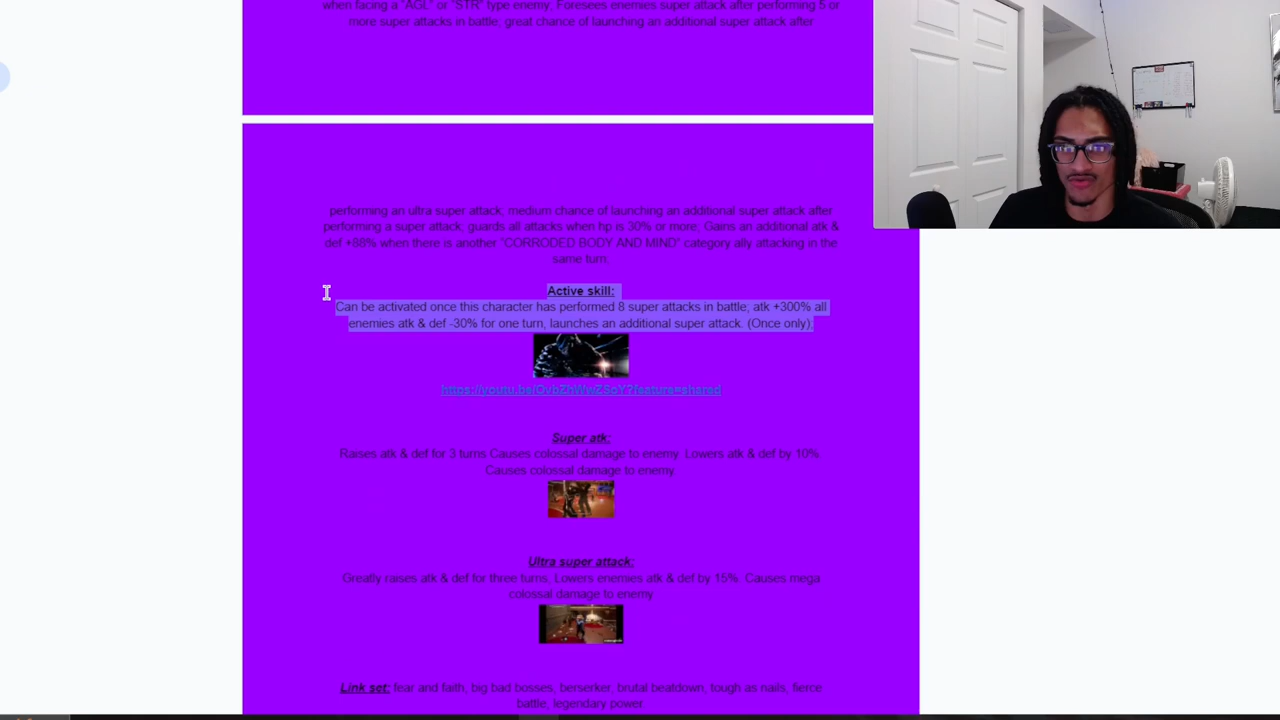 when facing a "AGL" or "STR" type enemy; Foresees enemies super attack after performing 5 or
more super attacks in battle; great chance of launching an additional super attack after
performing an ultra super attack; medium chance of launching an additional super attack after
performing a super attack; guards all attacks when hp is 30% or more; Gains an additional atk &
def +88% when there is another "CORRODED BODY AND MIND" category ally attacking in the
same turn;
Active skill:
Can be activated once this character has performed 8 super attacks in battle; atk +300% all
enemies atk & def -30% for one turn, launches an additional super attack. (Once only);
Super atk:
Raises atk & def for 3 turns Causes colossal damage to enemy. Lowers atk & def by 10%
Causes colossal damage to enemy.
Ultra super attack:
Greatly raises atk & def for three turns, Lowers enemies atk & def by 15%. Causes mega
colossal damage to enemy
Link set: fear and faith, big bad bosses, berserker, brutal beatdown, tough as nails, fierce
battle, legendary power.